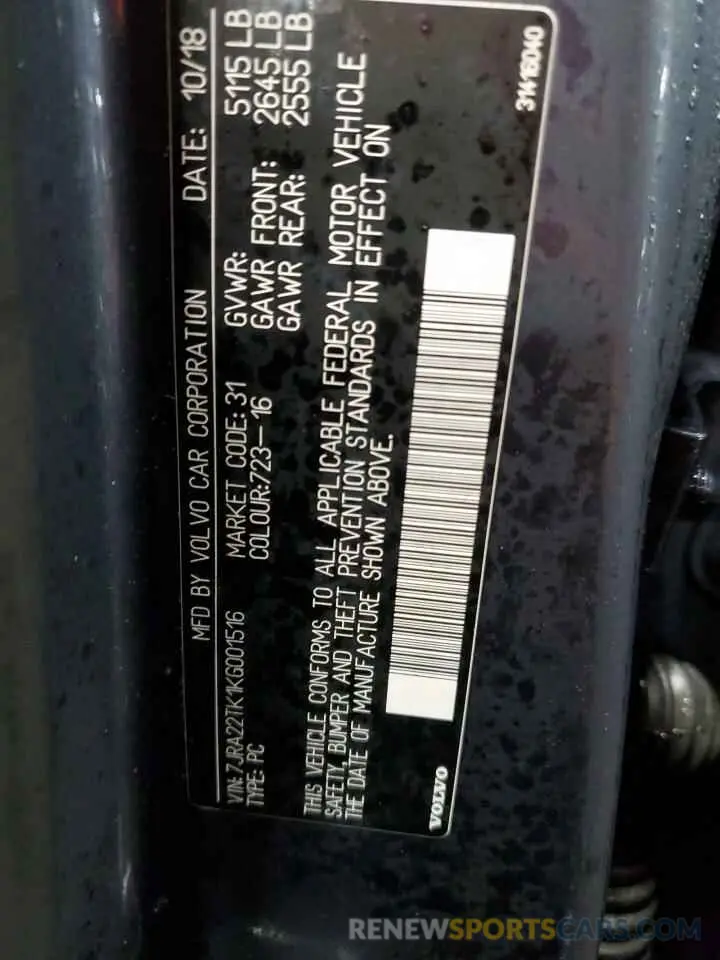 MFD BY VOLVO CAR CORPORATION DATE: 10/18
VIN: 7JRA22TK1KG001516 GVWR: 5115 LB
TYPE: PC MARKET CODE: 31 GAWR FRONT: 2645 LB
COLOUR:723-16 GAWR REAR: 2555 LB
THIS VEHICLE CONFORMS TO ALL APPLICABLE FEDERAL MOTOR VEHICLE
SAFETY, BUMPER AND THEFT PREVENTION STANDARDS IN EFFECT ON
THE DATE OF MANUFACTURE SHOWN ABOVE.
VOLVO
31416040
RENEWSPORTSCARS.COM